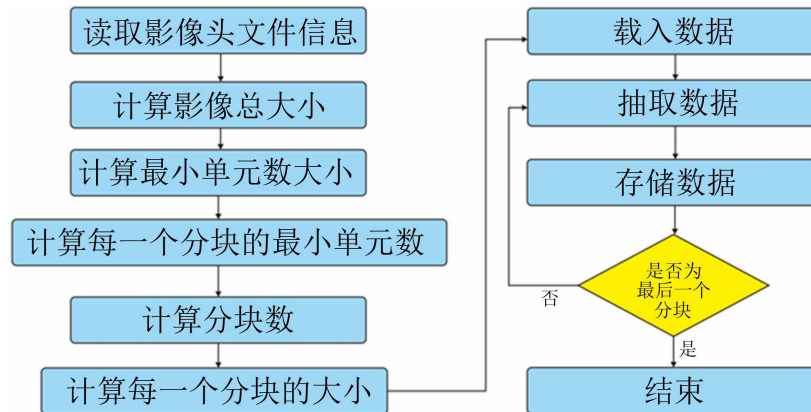 读取影像头文件信息
计算影像总大小
计算最小单元数大小
计算每一个分块的最小单元数
计算分块数
计算每一个分块的大小
载入数据
抽取数据
存储数据
是否为
最后一个
分块
否
是
结束